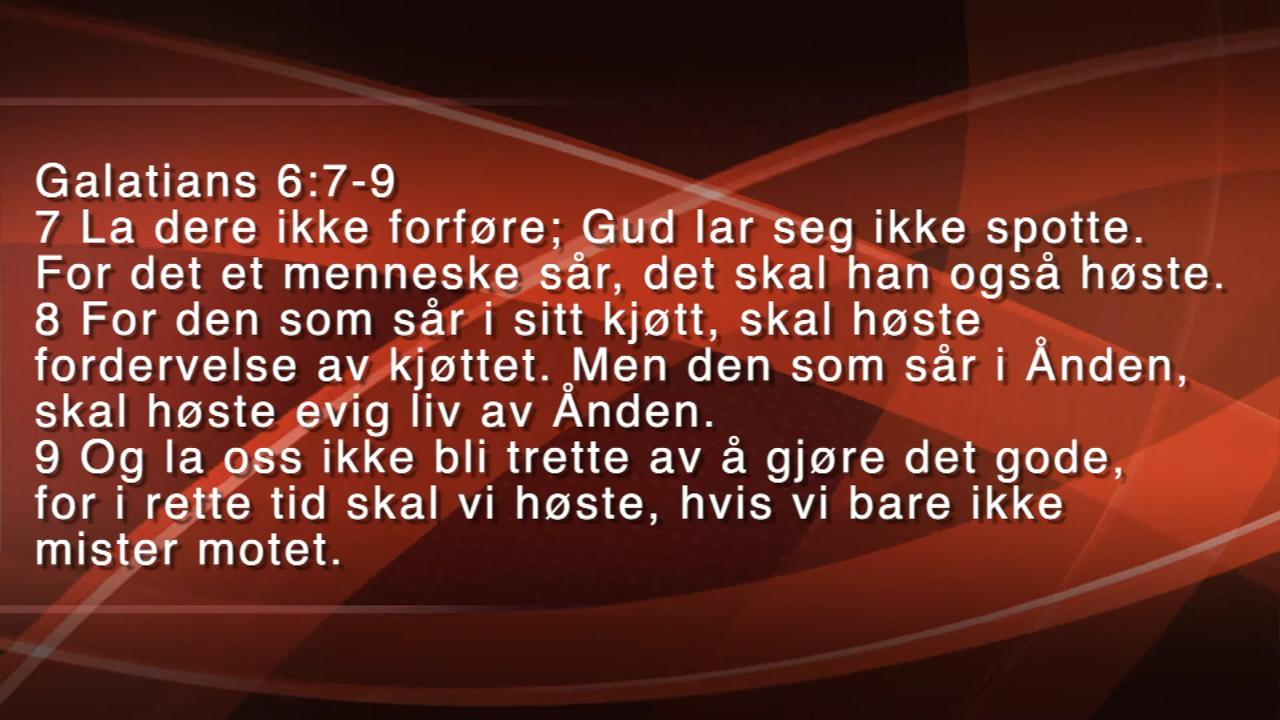 Galatians 6:7-9
7 La dere ikke forføre; Gud lar seg ikke spotte.
For det et menneske sår, det skal han også høste.
8 For den som sår i sitt kjøtt, skal høste
fordervelse av kjøttet. Men den som sår i Ånden,
skal høste evig liv av Ånden.
9 Og la oss ikke bli trette av å gjøre det gode,
for i rette tid skal vi høste, hvis vi bare ikke
mister motet.